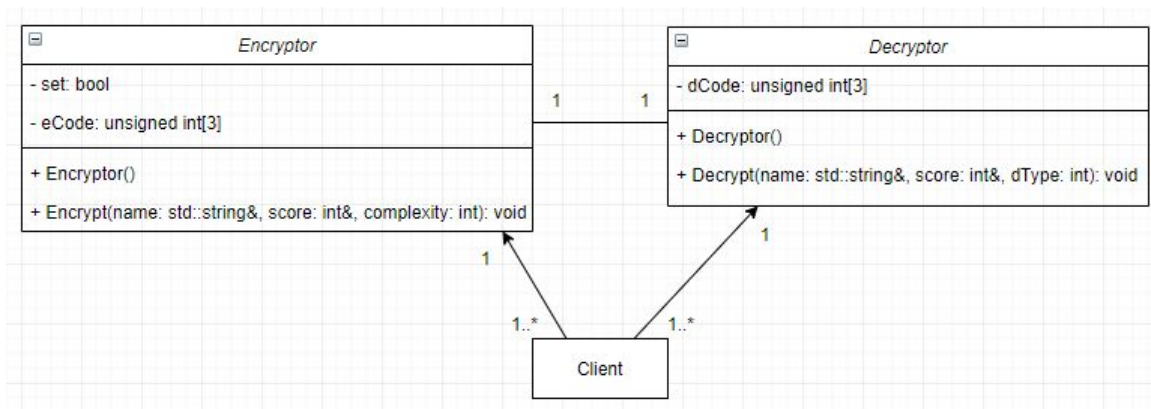 Encryptor
- set: bool
- eCode: unsigned int[3]
+ Encryptor()
+ Encrypt(name: std::string&, score: int&, complexity: int): void
1
1
Decryptor
- dCode: unsigned int[3]
+ Decryptor()
+ Decrypt(name: std::string&, score: int&, dType: int): void
1
1
1..*
1..*
Client